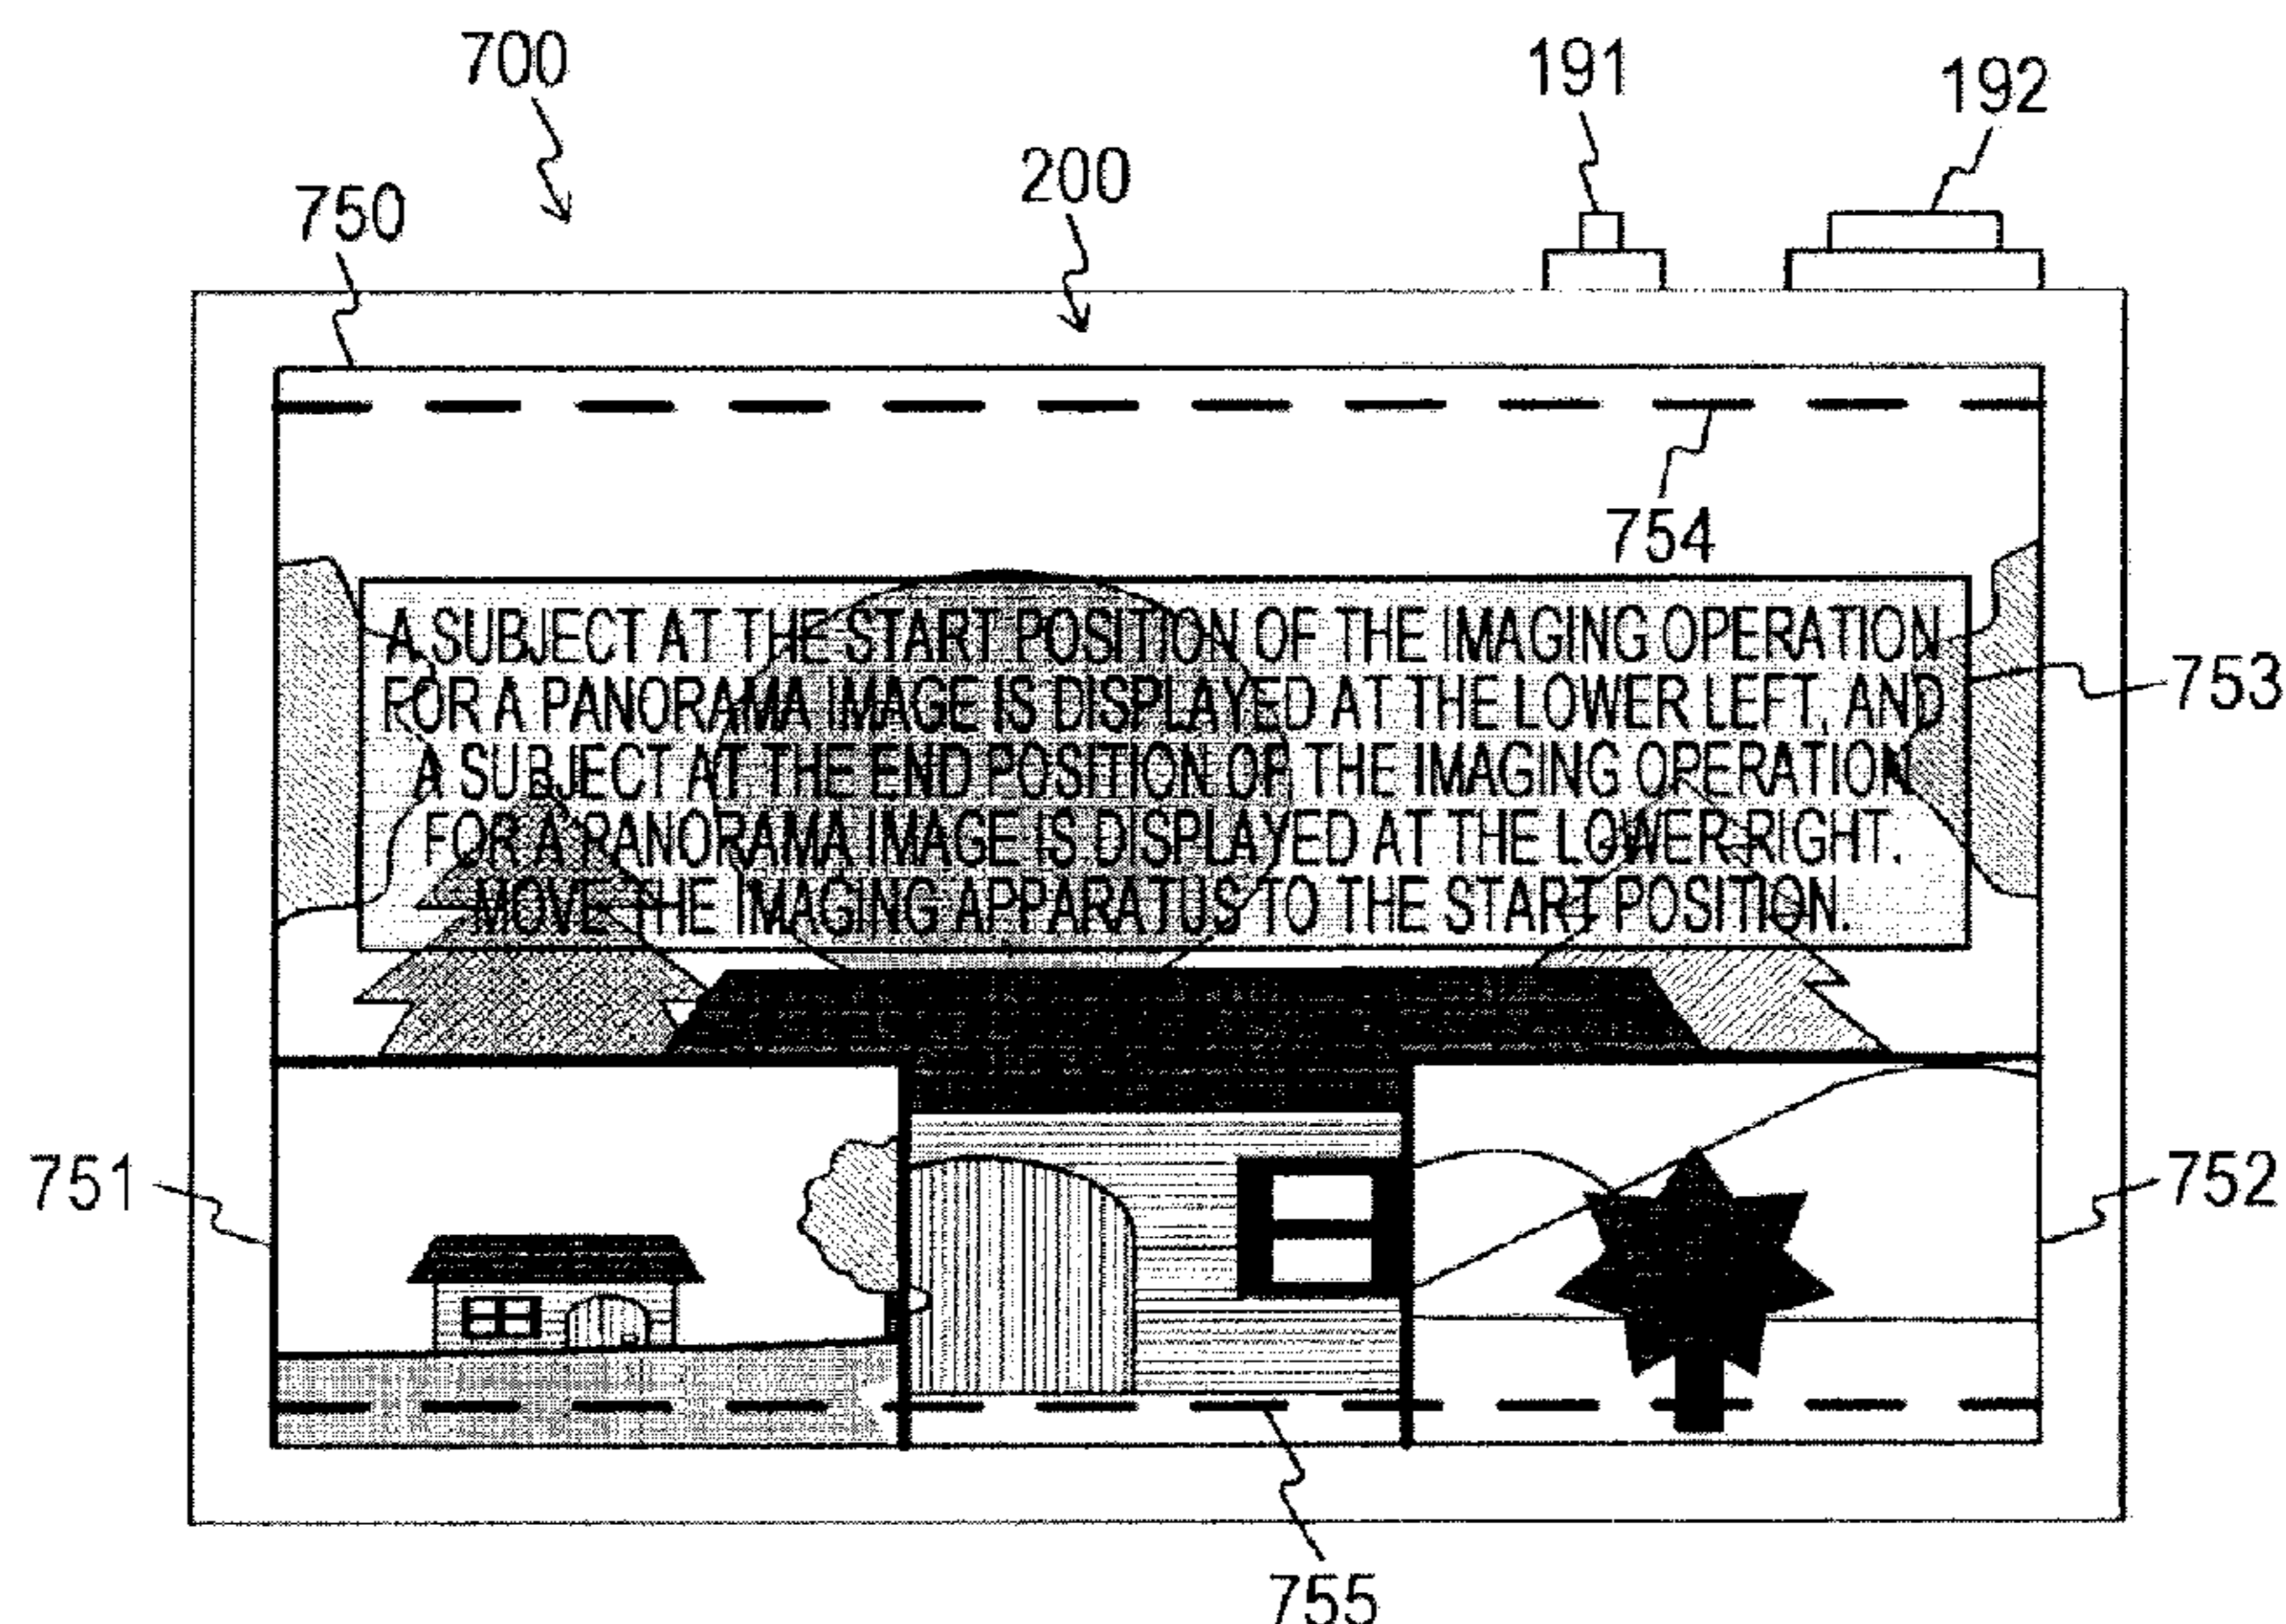 700
191
192
200
750
754
A SUBJECT AT THE START POSITION OF THE IMAGING OPERATION
FOR A PANORAMA IMAGE IS DISPLAYED AT THE LOWER LEFT, AND
A SUBJECT AT THE END POSITION OF THE IMAGING OPERATION
FOR A PANORAMA IMAGE IS DISPLAYED AT THE LOWER RIGHT.
MOVE THE IMAGING APPARATUS TO THE START POSITION.
753
751
752
755